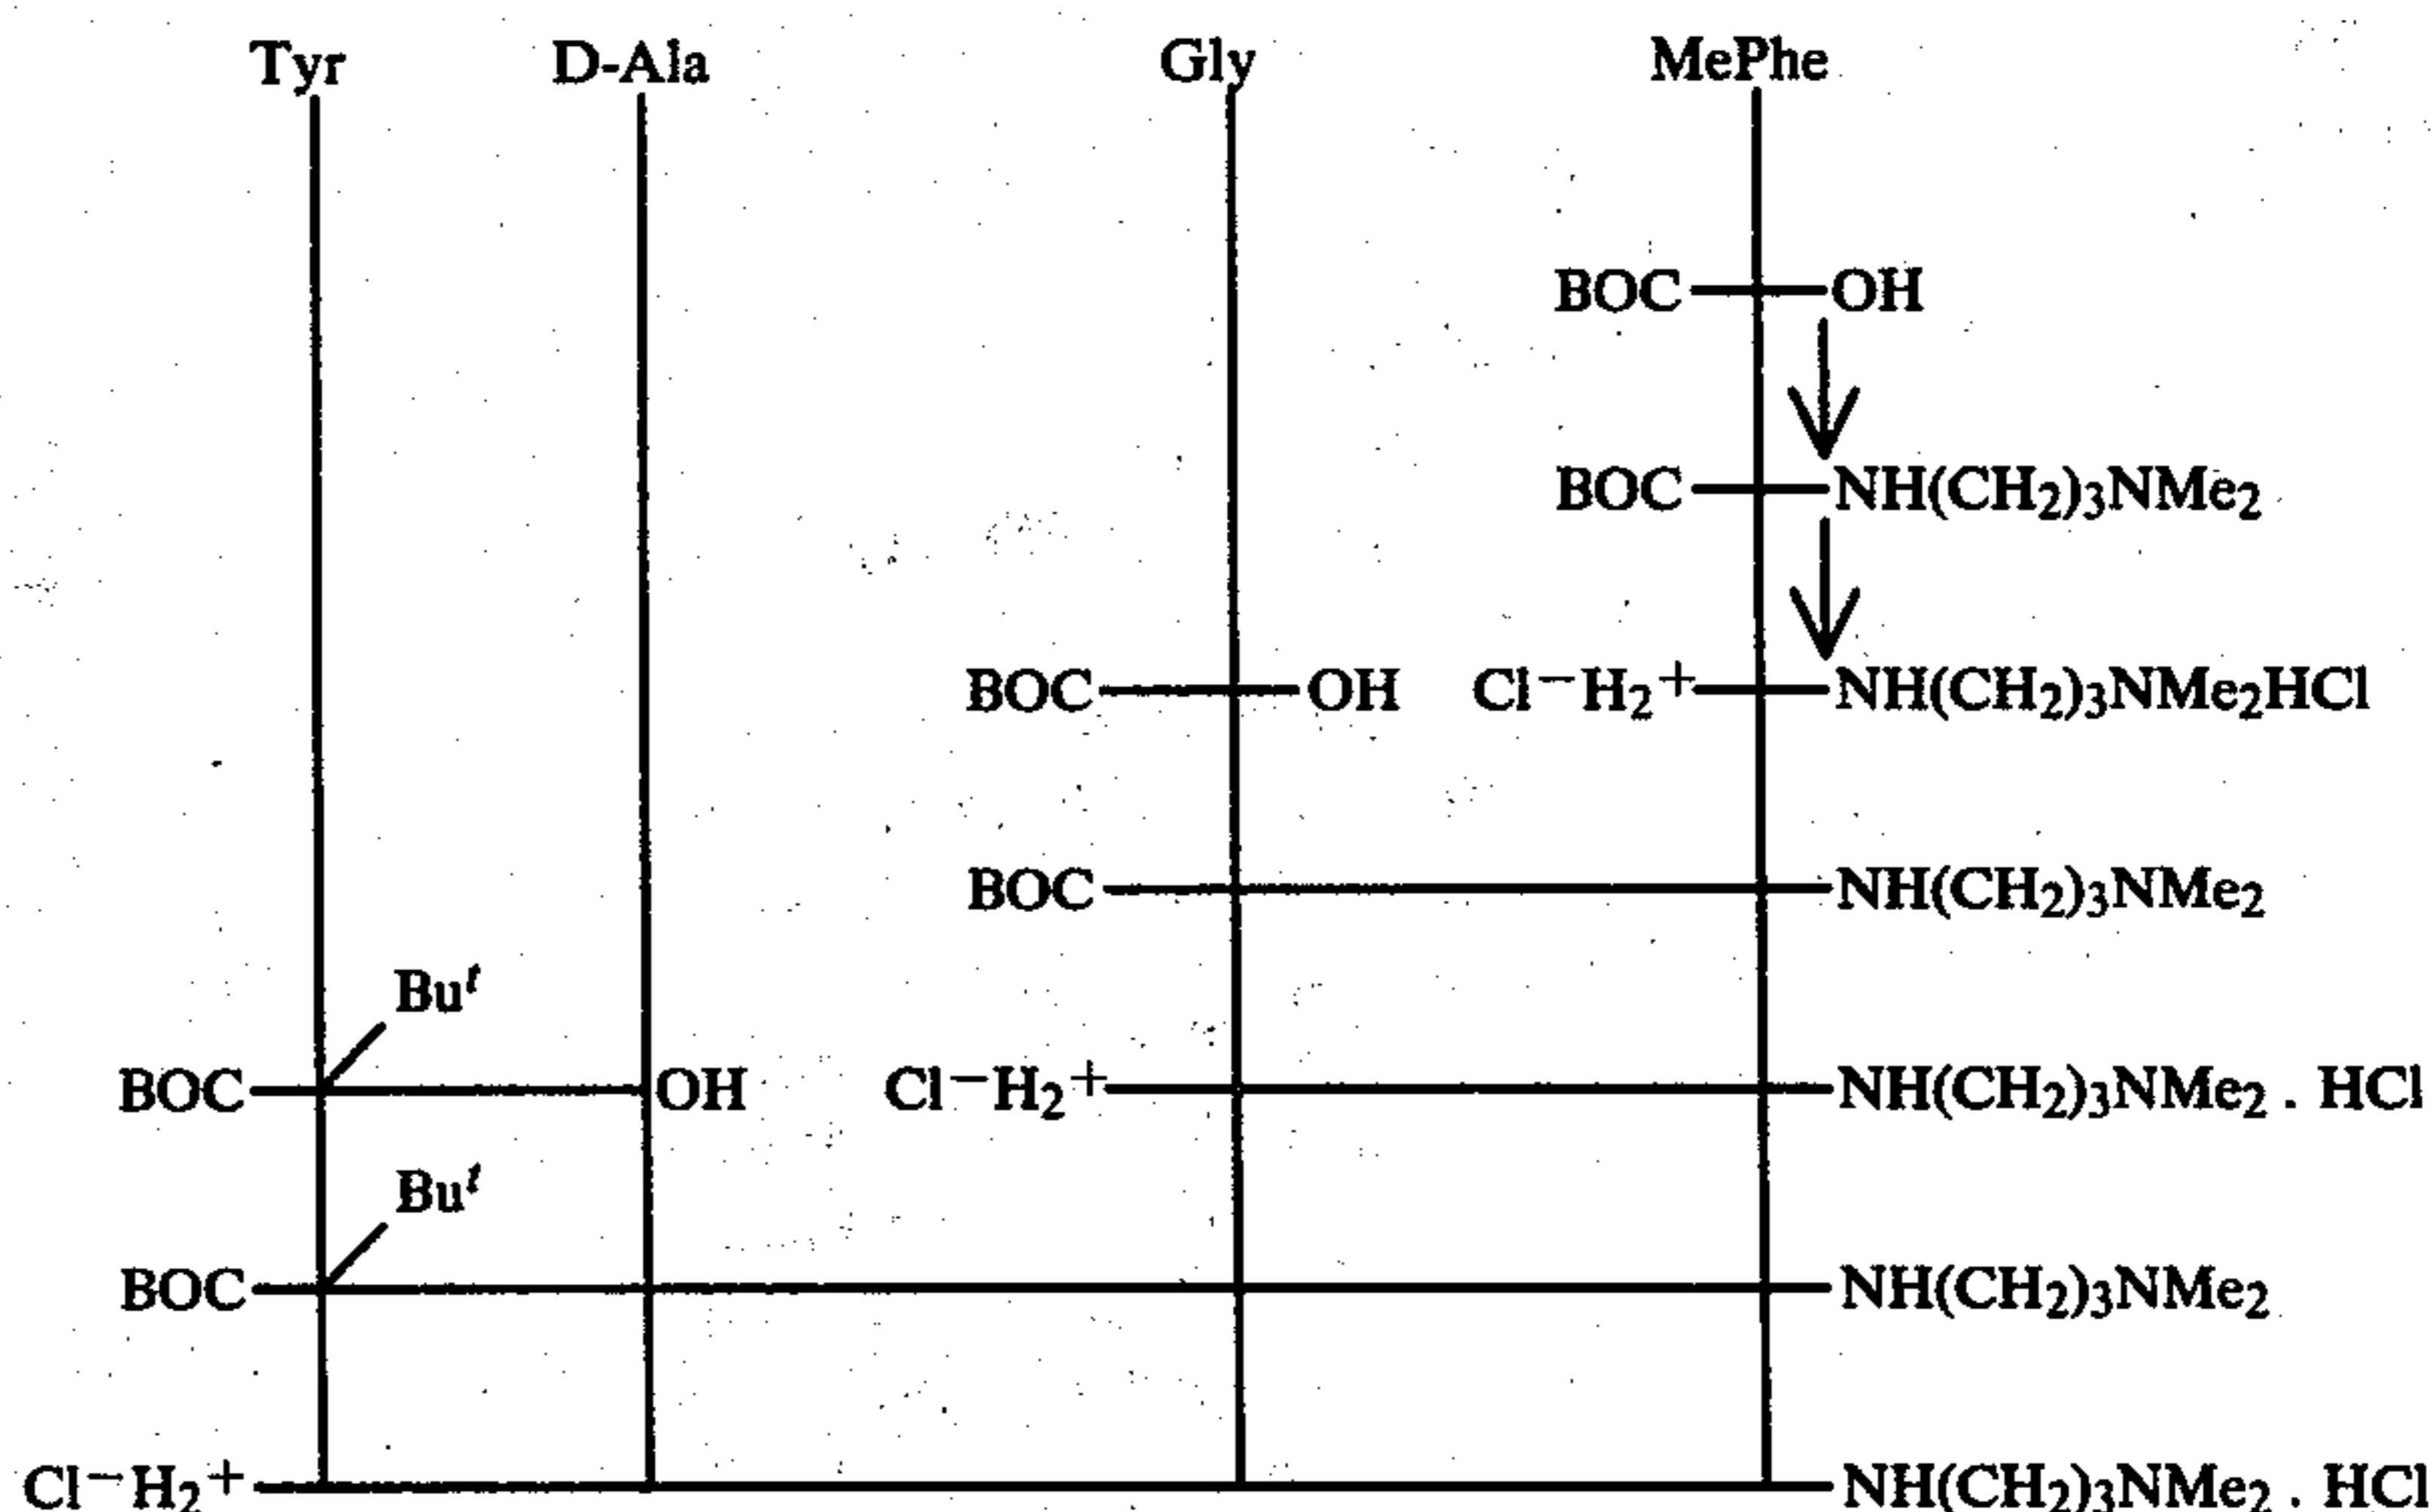 Tyr D-Ala Gly MePhe
BOC OH
BOC NH(CH₂)₃NMe₂
BOC OH Cl⁻H₂⁺ NH(CH₂)₃NMe₂HCl
BOC NH(CH₂)₃NMe₂
Buᵗ
BOC OH Cl⁻H₂⁺ NH(CH₂)₃NMe₂ . HCl
Buᵗ
BOC NH(CH₂)₃NMe₂
Cl⁻H₂⁺ NH(CH₂)₃NMe₂ . HCl